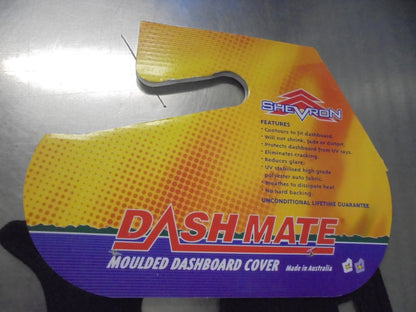 SHEVRON
FEATURES
· Contours to fit dashboard.
· Will not shrink, fade or distort.
· Protects dashboard from UV rays.
· Eliminates cracking.
· Reduces glare.
· UV stabilised high grade
polyester auto fabric.
· Breathes to dissipate heat
· No hard backing.
UNCONDITIONAL LIFETIME GUARANTEE
DASH MATE
MOULDED DASHBOARD COVER
Made in Australia